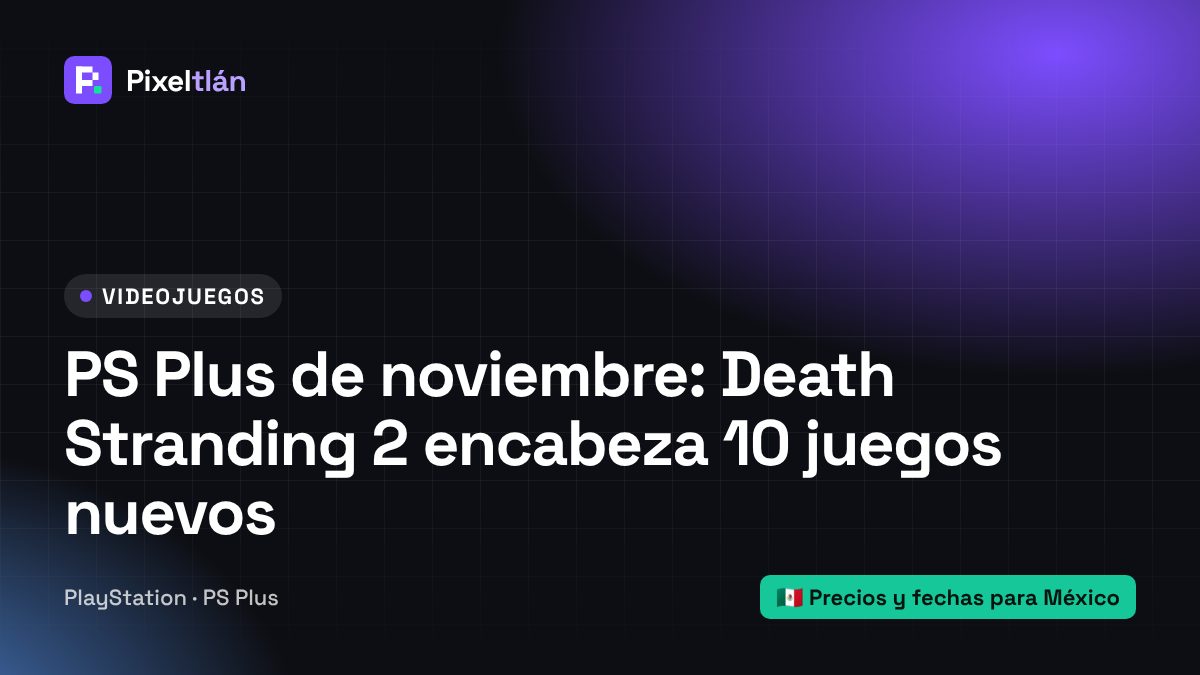 Pixeltlán
VIDEOJUEGOS
PS Plus de noviembre: Death
Stranding 2 encabeza 10 juegos
nuevos
PlayStation · PS Plus
🇲🇽 Precios y fechas para México